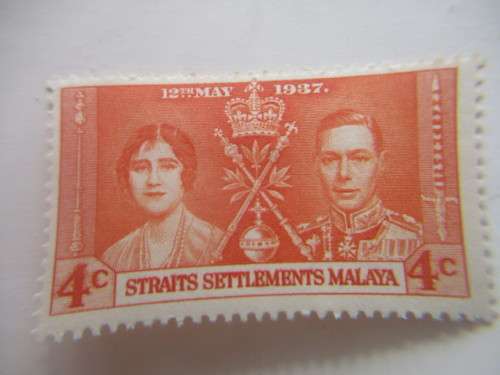 12TH MAY 1937.
4c STRAITS SETTLEMENTS MALAYA 4c